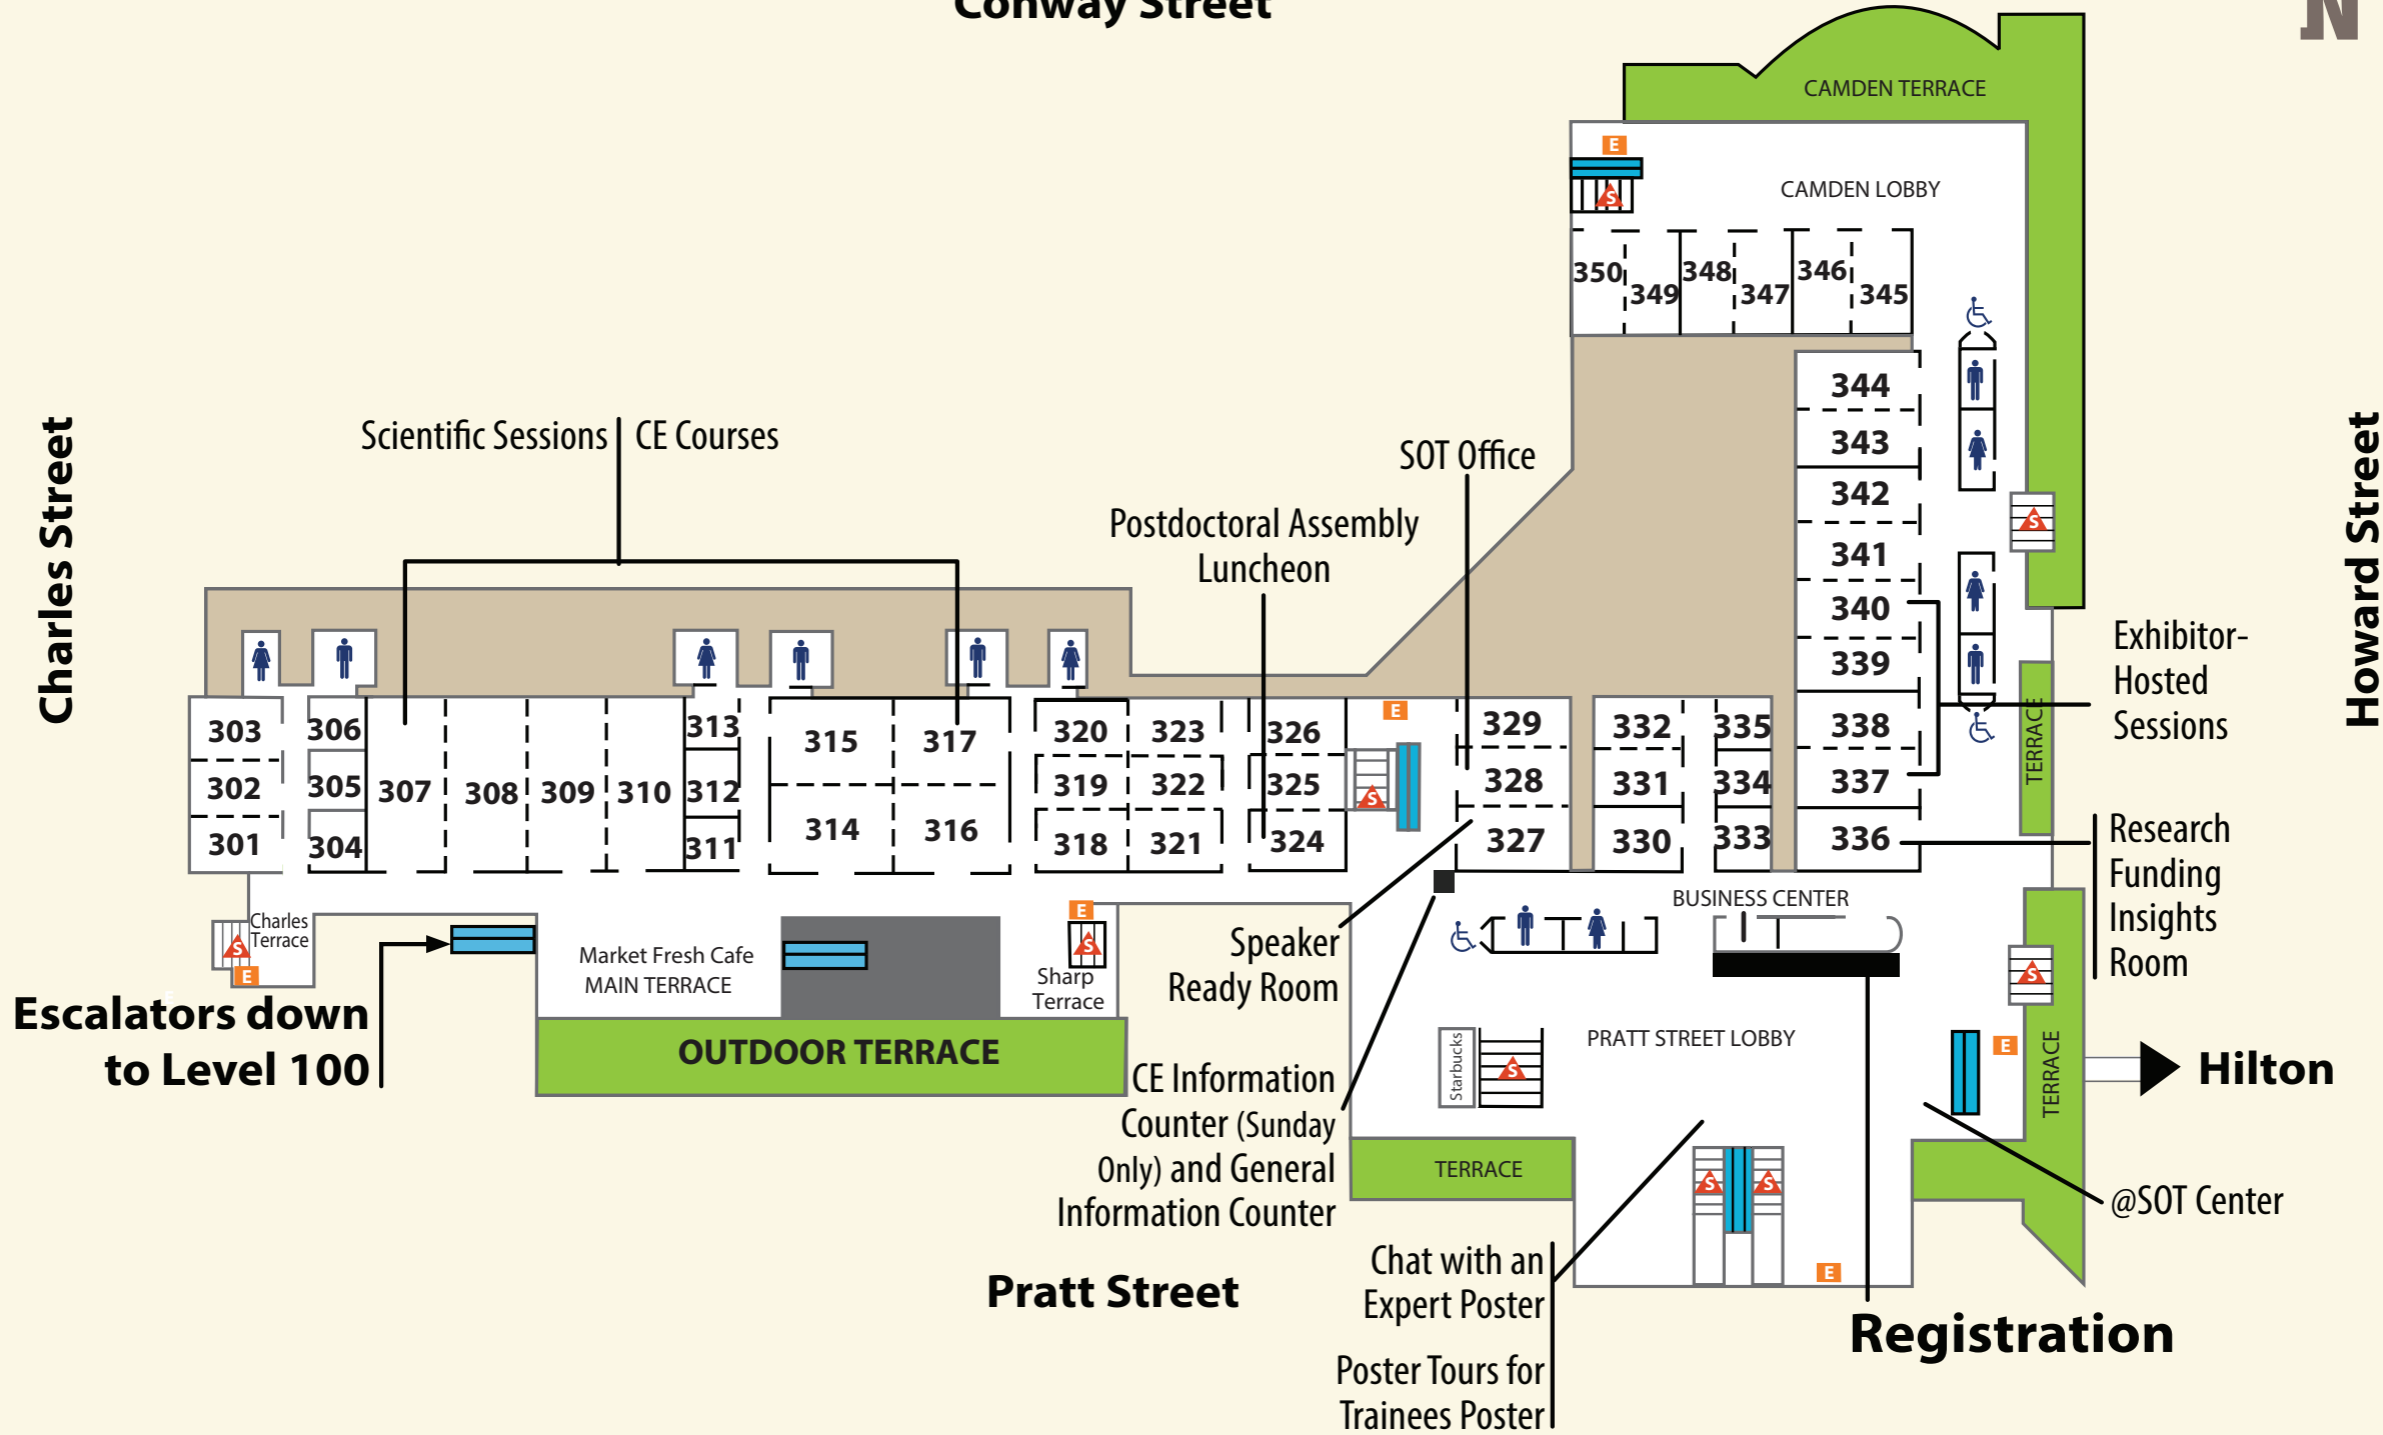 Conway Street
N
CAMDEN TERRACE
E
S
CAMDEN LOBBY
350
349
348
347
346
345
344
343
342
341
340
339
338
337
336
S
Charles Street
Howard Street
Scientific Sessions
CE Courses
SOT Office
Postdoctoral Assembly
Luncheon
Exhibitor-
Hosted
Sessions
TERRACE
303
302
301
306
305
304
307
308
309
310
313
312
311
315
314
317
316
320
319
318
323
322
321
326
325
324
E
S
329
328
327
332
331
330
335
334
333
Research
Funding
Insights
Room
BUSINESS CENTER
Charles
Terrace
S
E
Market Fresh Cafe
MAIN TERRACE
E
S
Sharp
Terrace
OUTDOOR TERRACE
Escalators down
to Level 100
Speaker
Ready Room
CE Information
Counter (Sunday
Only) and General
Information Counter
Starbucks
S
PRATT STREET LOBBY
S
E
TERRACE
Hilton
TERRACE
S
S
E
@SOT Center
Chat with an
Expert Poster
Poster Tours for
Trainees Poster
Pratt Street
Registration